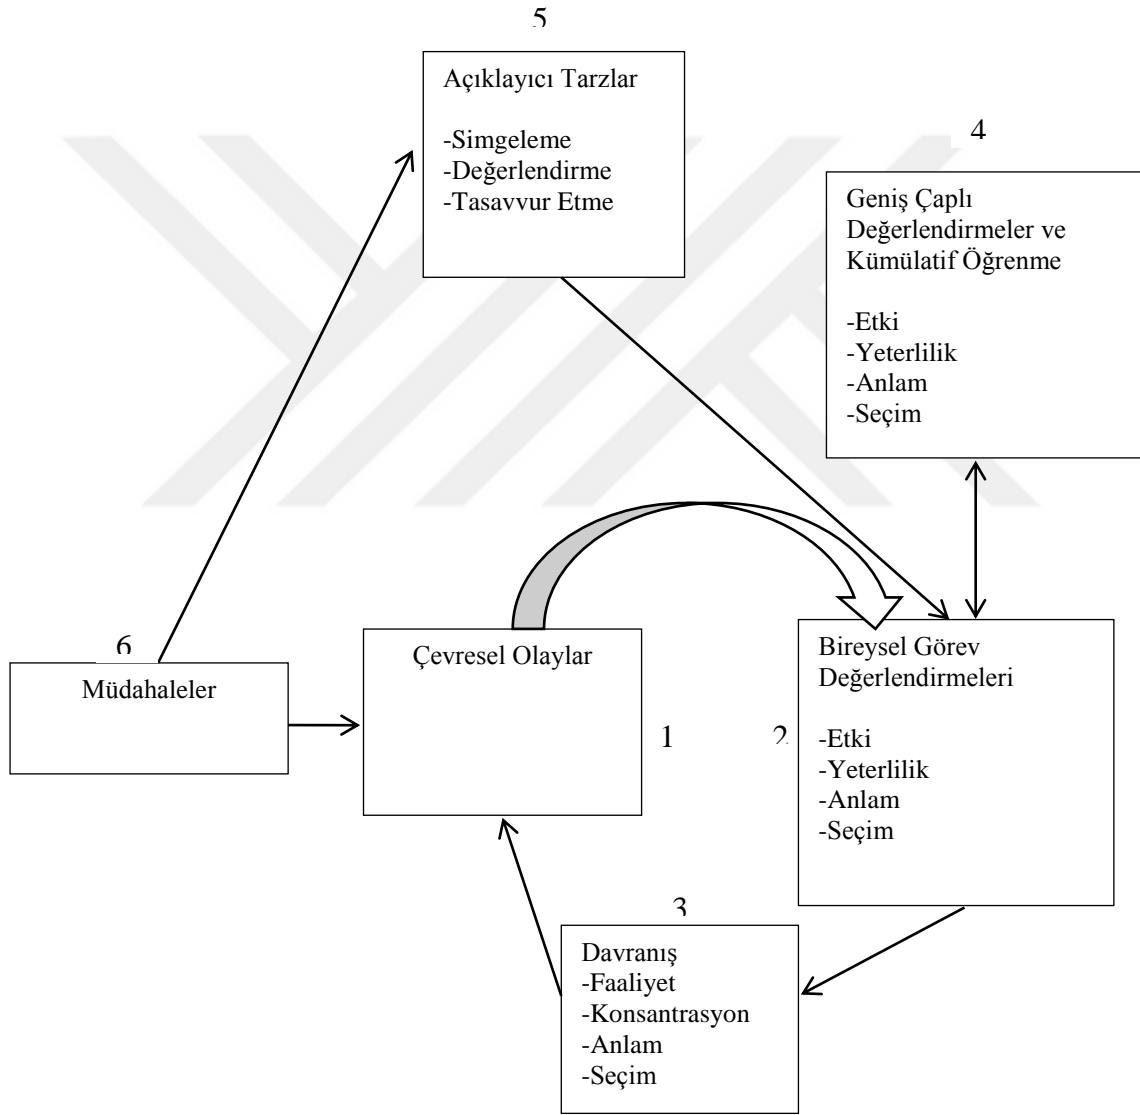 5
Açıklayıcı Tarzlar
-Simgeleme
-Değerlendirme
-Tasavvur Etme
4
Geniş Çaplı
Değerlendirmeler ve
Kümülatif Öğrenme
-Etki
-Yeterlilik
-Anlam
-Seçim
6
Müdahaleler
Çevresel Olaylar
1
2
Bireysel Görev
Değerlendirmeleri
-Etki
-Yeterlilik
-Anlam
-Seçim
3
Davranış
-Faaliyet
-Konsantrasyon
-Anlam
-Seçim